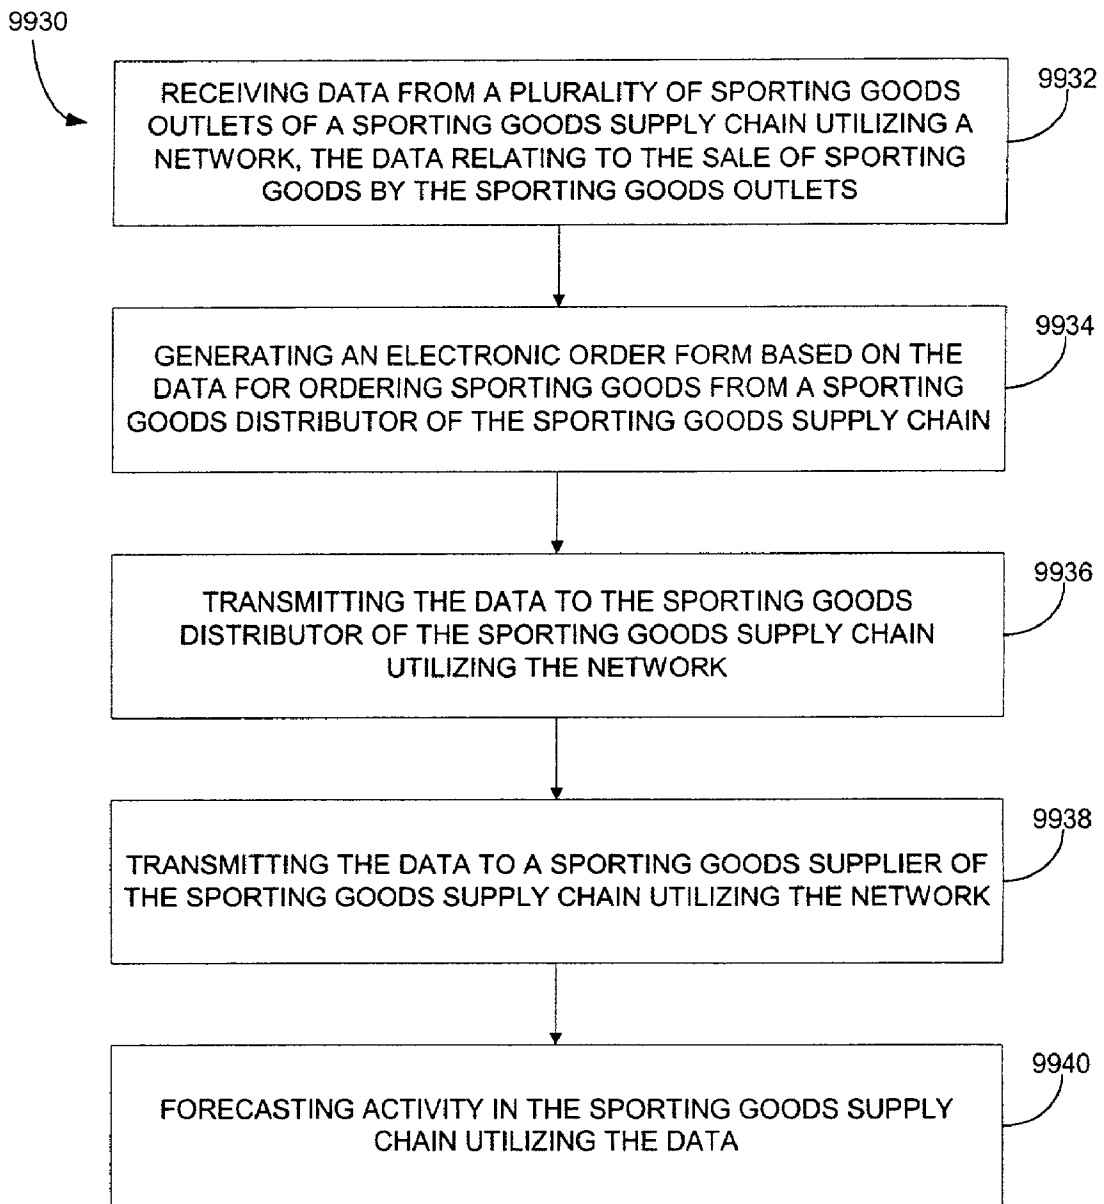 9930
RECEIVING DATA FROM A PLURALITY OF SPORTING GOODS
OUTLETS OF A SPORTING GOODS SUPPLY CHAIN UTILIZING A
NETWORK, THE DATA RELATING TO THE SALE OF SPORTING
GOODS BY THE SPORTING GOODS OUTLETS
9932
GENERATING AN ELECTRONIC ORDER FORM BASED ON THE
DATA FOR ORDERING SPORTING GOODS FROM A SPORTING
GOODS DISTRIBUTOR OF THE SPORTING GOODS SUPPLY CHAIN
9934
TRANSMITTING THE DATA TO THE SPORTING GOODS
DISTRIBUTOR OF THE SPORTING GOODS SUPPLY CHAIN
UTILIZING THE NETWORK
9936
TRANSMITTING THE DATA TO A SPORTING GOODS SUPPLIER OF
THE SPORTING GOODS SUPPLY CHAIN UTILIZING THE NETWORK
9938
FORECASTING ACTIVITY IN THE SPORTING GOODS SUPPLY
CHAIN UTILIZING THE DATA
9940